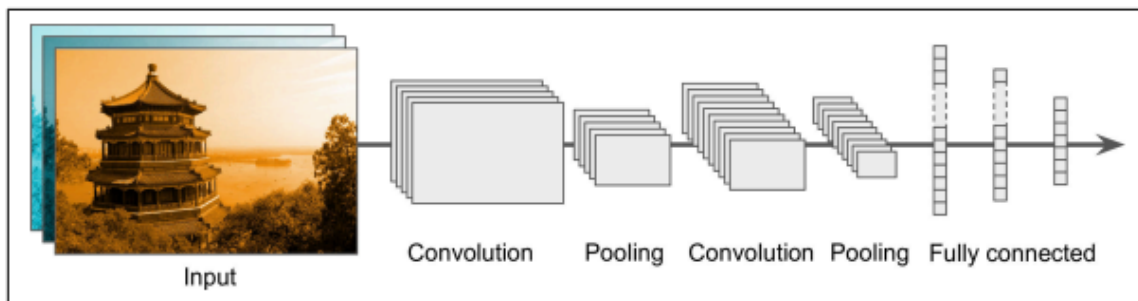 Input
Convolution
Pooling
Convolution
Pooling
Fully connected